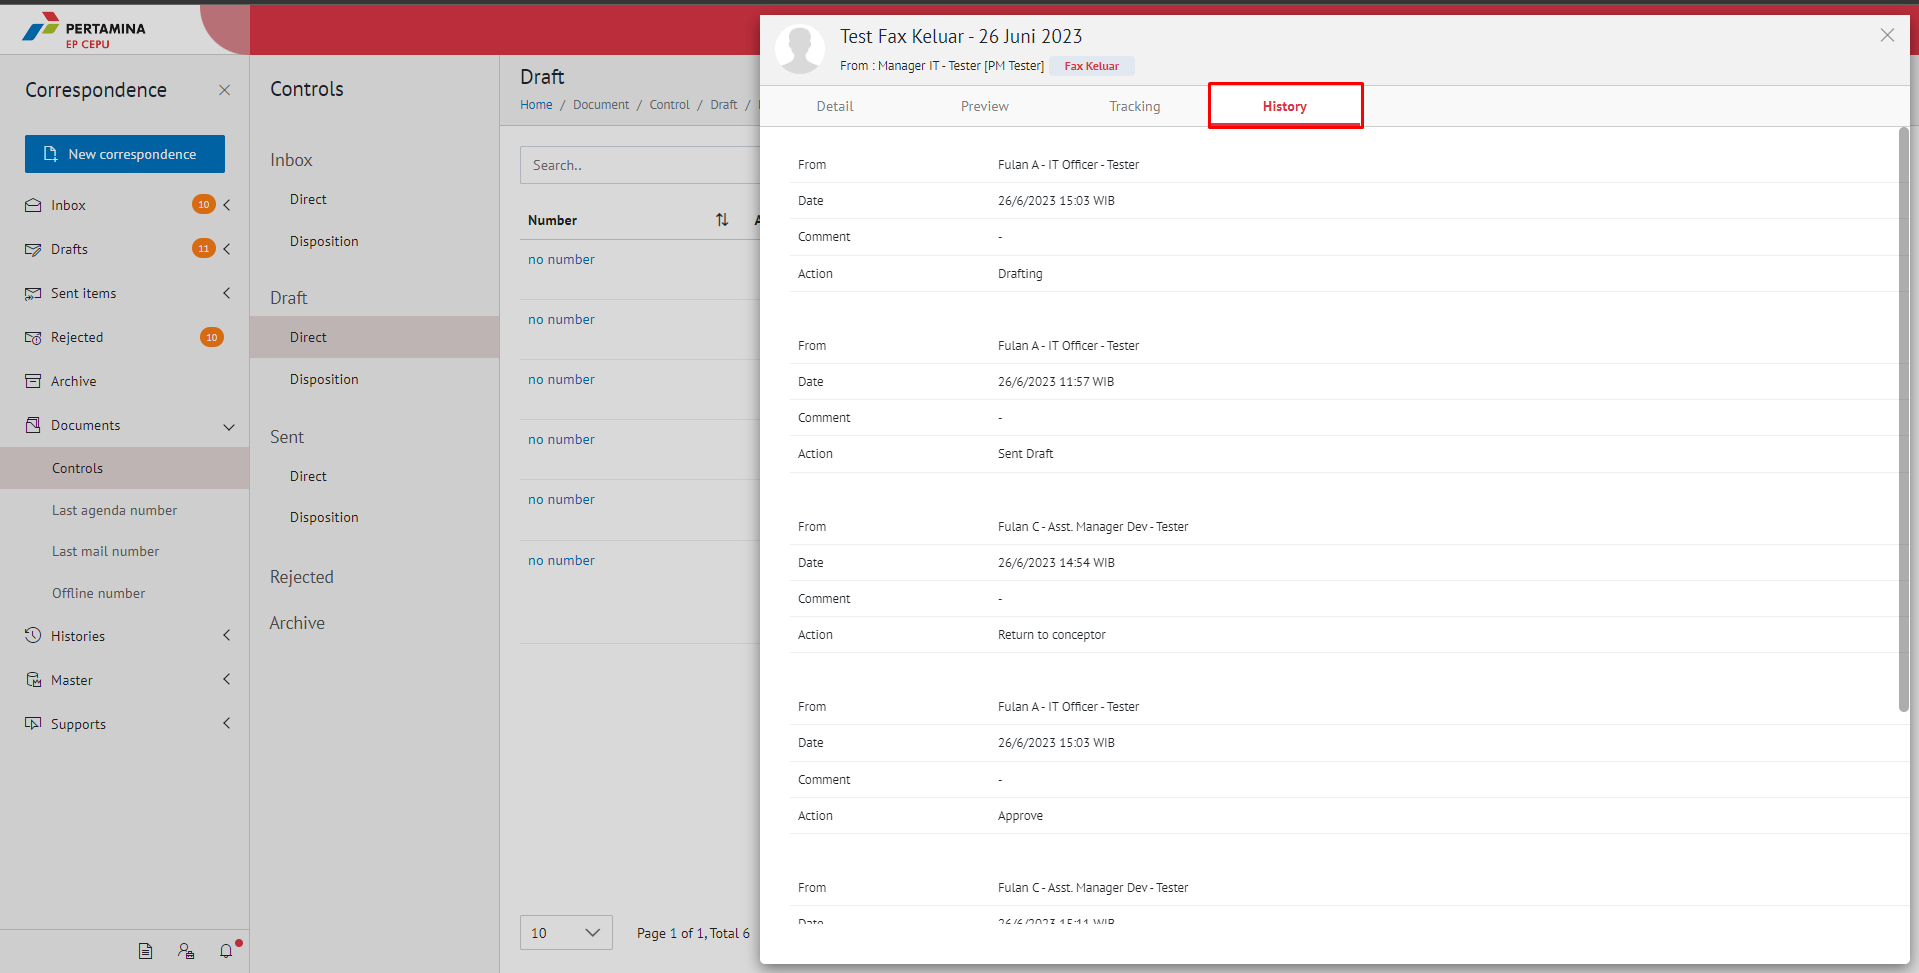 PERTAMINA
EP CEPU
Correspondence
New correspondence
Inbox 10
Drafts 11
Sent items
Rejected 10
Archive
Documents
Controls
Last agenda number
Last mail number
Offline number
Histories
Master
Supports
Controls
Inbox
Direct
Disposition
Draft
Direct
Disposition
Sent
Direct
Disposition
Rejected
Archive
Draft
Home / Document / Control / Draft /
Search..
Number
no number
no number
no number
no number
no number
no number
10 Page 1 of 1, Total 6
Test Fax Keluar - 26 Juni 2023
From : Manager IT - Tester [PM Tester] Fax Keluar
Detail Preview Tracking History
From Fulan A - IT Officer - Tester
Date 26/6/2023 15:03 WIB
Comment -
Action Drafting
From Fulan A - IT Officer - Tester
Date 26/6/2023 11:57 WIB
Comment -
Action Sent Draft
From Fulan C - Asst. Manager Dev - Tester
Date 26/6/2023 14:54 WIB
Comment -
Action Return to conceptor
From Fulan A - IT Officer - Tester
Date 26/6/2023 15:03 WIB
Comment -
Action Approve
From Fulan C - Asst. Manager Dev - Tester
Date 26/6/2023 15:11 WIB